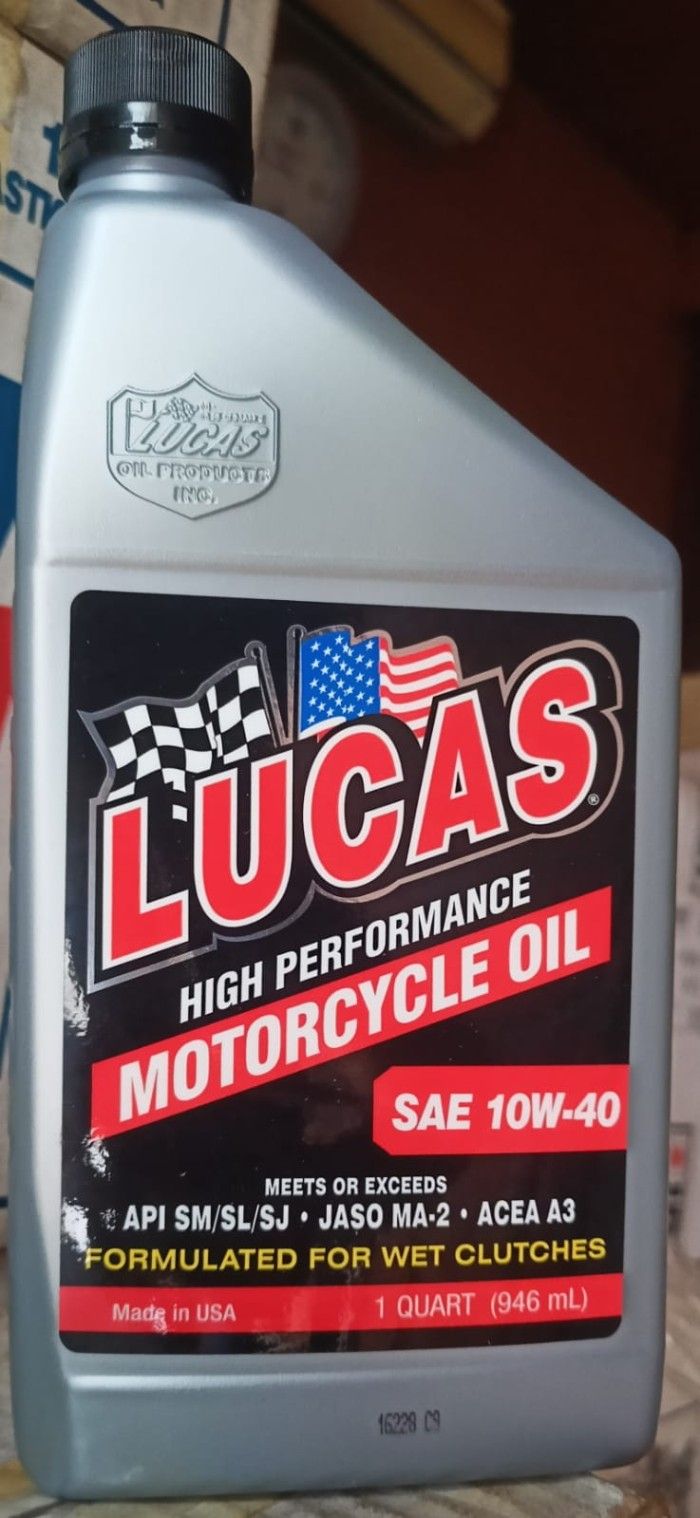 LUCAS
OIL PRODUCTS
INC.
LUCAS®
HIGH PERFORMANCE
MOTORCYCLE OIL
SAE 10W-40
MEETS OR EXCEEDS
API SM/SL/SJ • JASO MA-2 • ACEA A3
FORMULATED FOR WET CLUTCHES
Made in USA
1 QUART (946 mL)
16228 C9